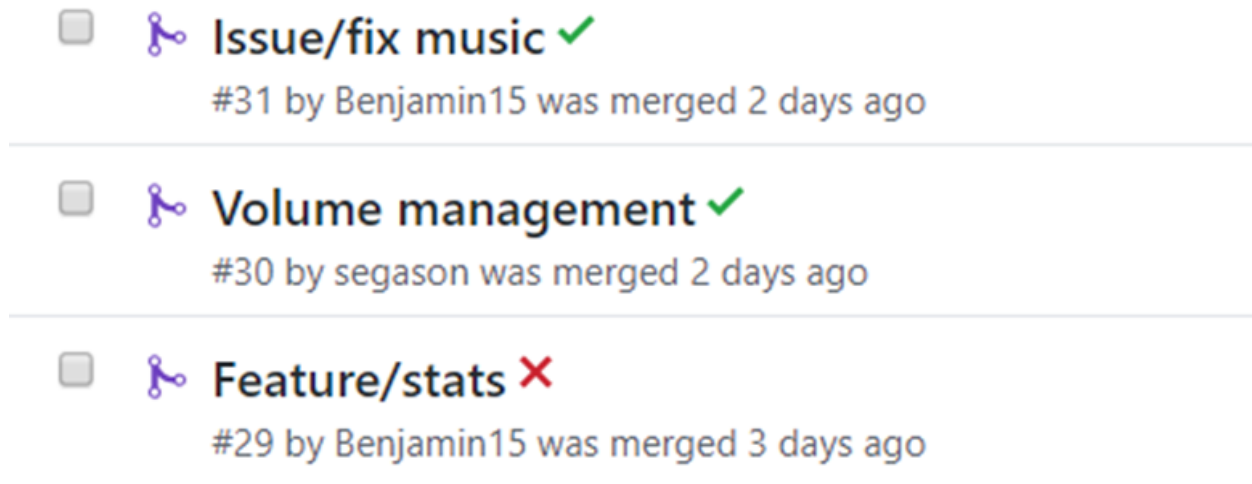 Issue/fix music
#31 by Benjamin15 was merged 2 days ago
Volume management
#30 by segason was merged 2 days ago
Feature/stats
#29 by Benjamin15 was merged 3 days ago